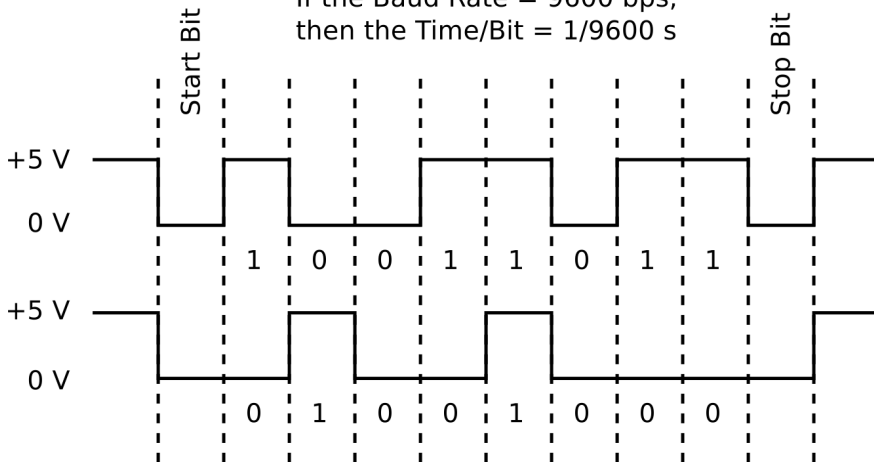 If the Baud Rate = 9600 bps,
then the Time/Bit = 1/9600 s
Start Bit
Stop Bit
+5 V
0 V
1 0 0 1 1 0 1 1
+5 V
0 V
0 1 0 0 1 0 0 0